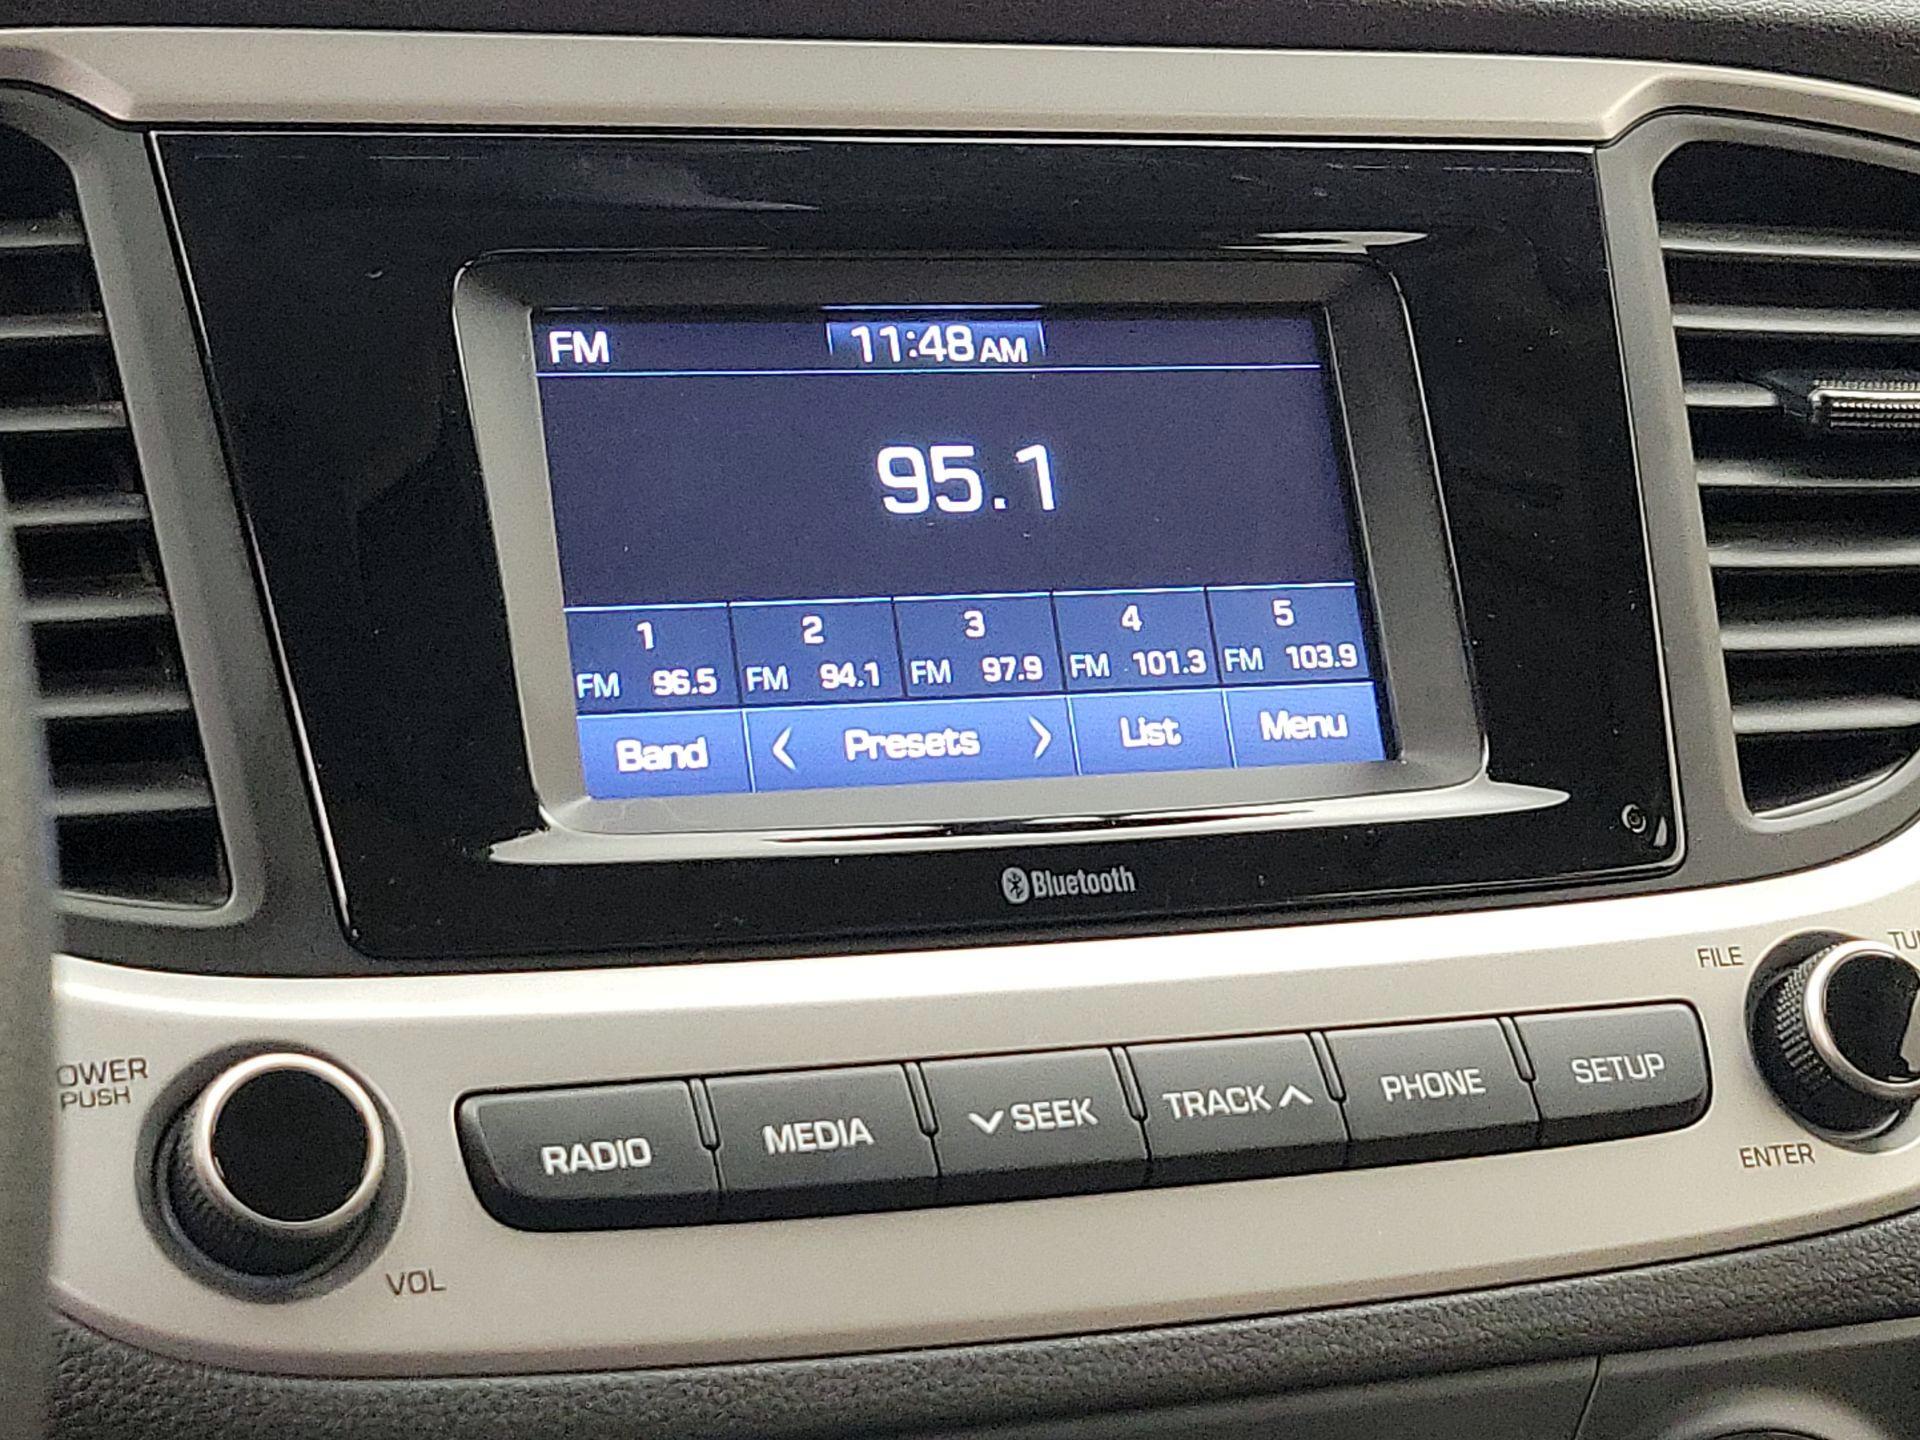 FM 11:48 AM
95.1
1 2 3 4 5
FM 96.5 FM 94.1 FM 97.9 FM 101.3 FM 103.9
Band < Presets > List Menu
Bluetooth
FILE
OWER
PUSH
VOL
RADIO MEDIA ∨ SEEK TRACK ∧ PHONE SETUP
ENTER